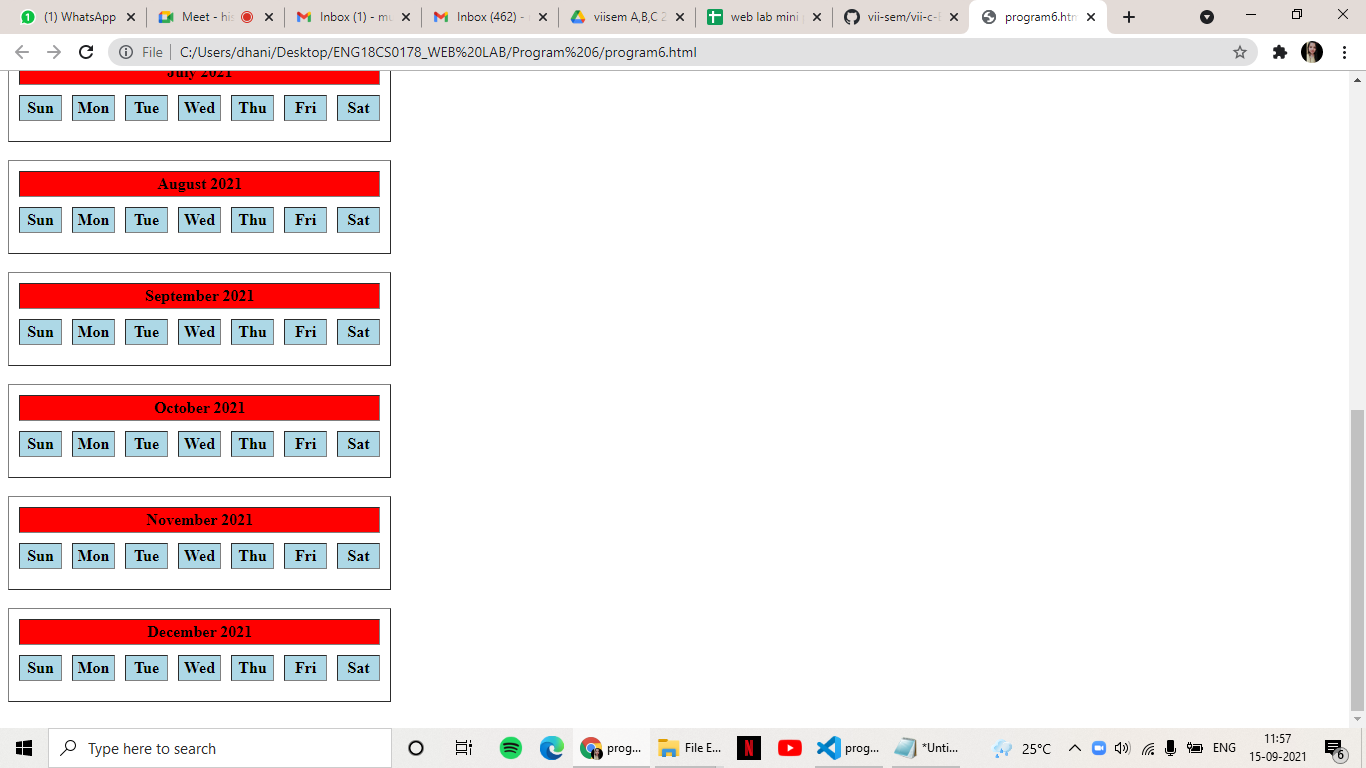 (1) WhatsApp
Meet - his
Inbox (1) - mu
Inbox (462) -
viisem A,B,C 2
web lab mini
vii-sem/vii-c-
program6.htm
File
C:/Users/dhani/Desktop/ENG18CS0178_WEB%20LAB/Program%206/program6.html
July 2021
Sun Mon Tue Wed Thu Fri Sat
August 2021
Sun Mon Tue Wed Thu Fri Sat
September 2021
Sun Mon Tue Wed Thu Fri Sat
October 2021
Sun Mon Tue Wed Thu Fri Sat
November 2021
Sun Mon Tue Wed Thu Fri Sat
December 2021
Sun Mon Tue Wed Thu Fri Sat
Type here to search
prog...
File E...
N
prog...
*Unti...
25°C
ENG
11:57
15-09-2021
6